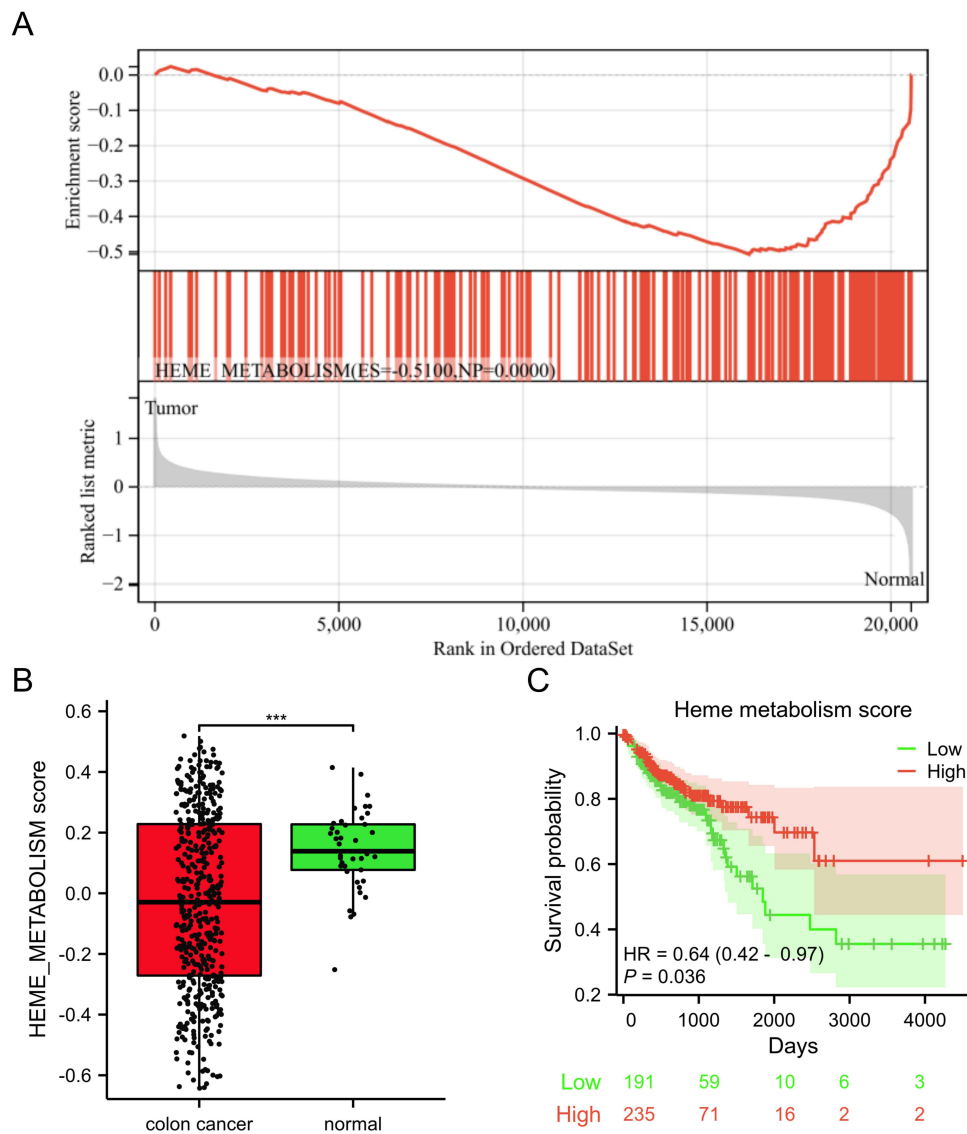 A
Enrichment score
0.0
−0.1
−0.2
−0.3
−0.4
−0.5
HEME METABOLISM(ES=-0.5100,NP=0.0000)
Ranked list metric
Tumor
1
0
−1
−2
Normal
0 5,000 10,000 15,000 20,000
Rank in Ordered DataSet
B
HEME_METABOLISM score
0.6
0.4
0.2
0.0
-0.2
-0.4
-0.6
***
colon cancer normal
C
Heme metabolism score
Survival probability
1.0
0.8
0.6
0.4
0.2
Low
High
HR = 0.64 (0.42 - 0.97)
P = 0.036
0 1000 2000 3000 4000
Days
Low 191 59 10 6 3
High 235 71 16 2 2